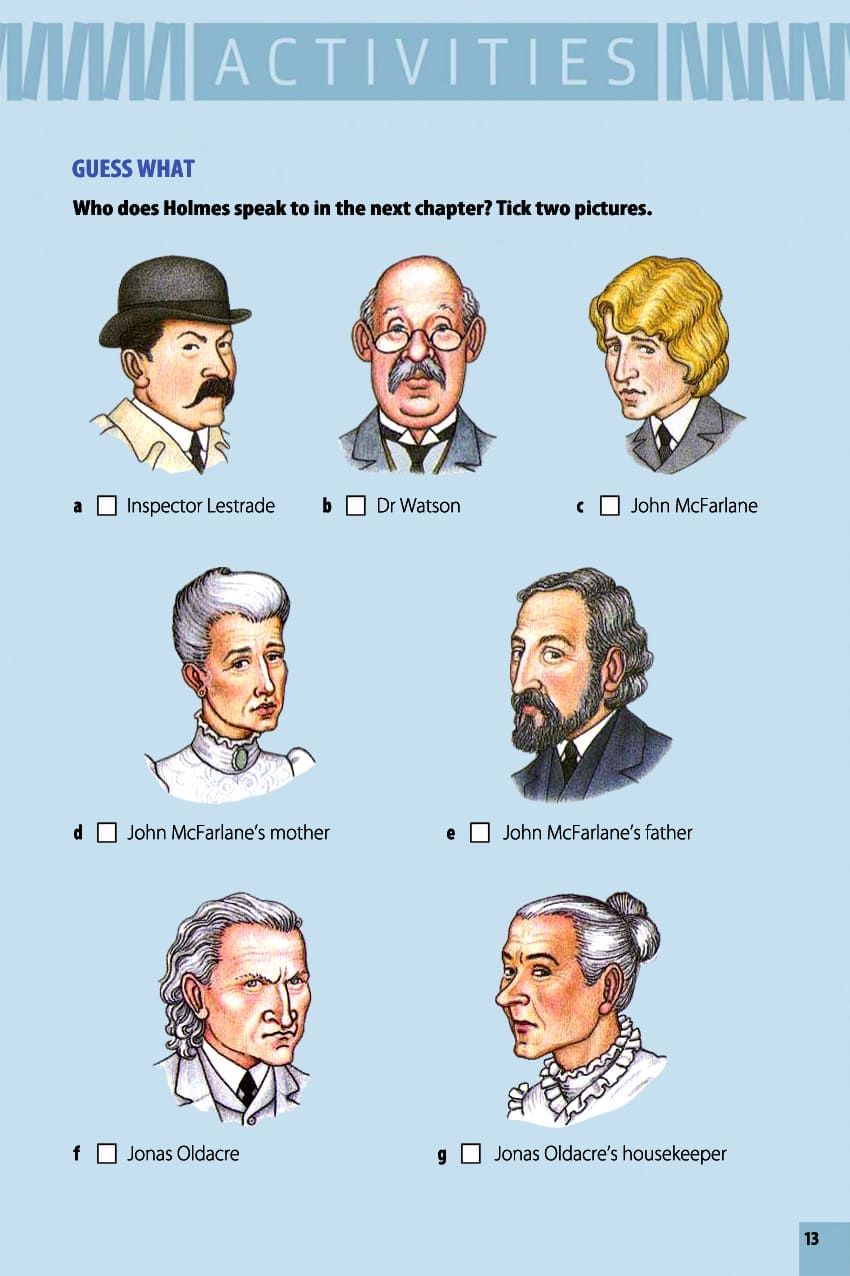 ACTIVITIES
GUESS WHAT
Who does Holmes speak to in the next chapter? Tick two pictures.
a Inspector Lestrade b Dr Watson c John McFarlane
d John McFarlane’s mother e John McFarlane’s father
f Jonas Oldacre g Jonas Oldacre’s housekeeper
13